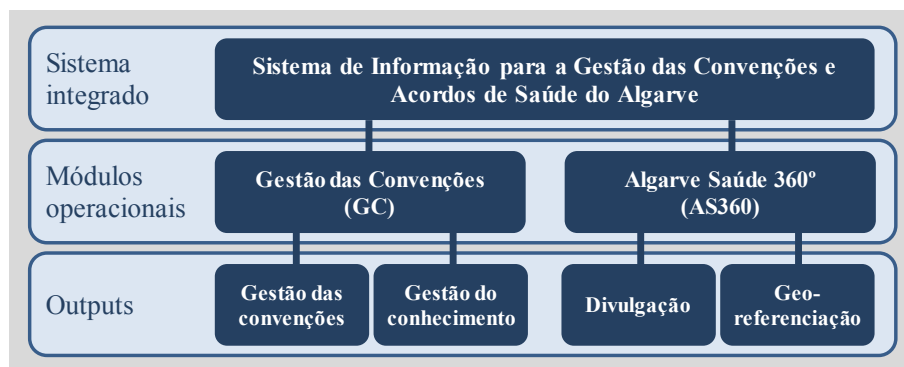 Sistema
integrado
Sistema de Informação para a Gestão das Convenções e
Acordos de Saúde do Algarve
Módulos
operacionais
Gestão das Convenções
(GC)
Algarve Saúde 360º
(AS360)
Outputs
Gestão das
convenções
Gestão do
conhecimento
Divulgação
Geo-
referenciação